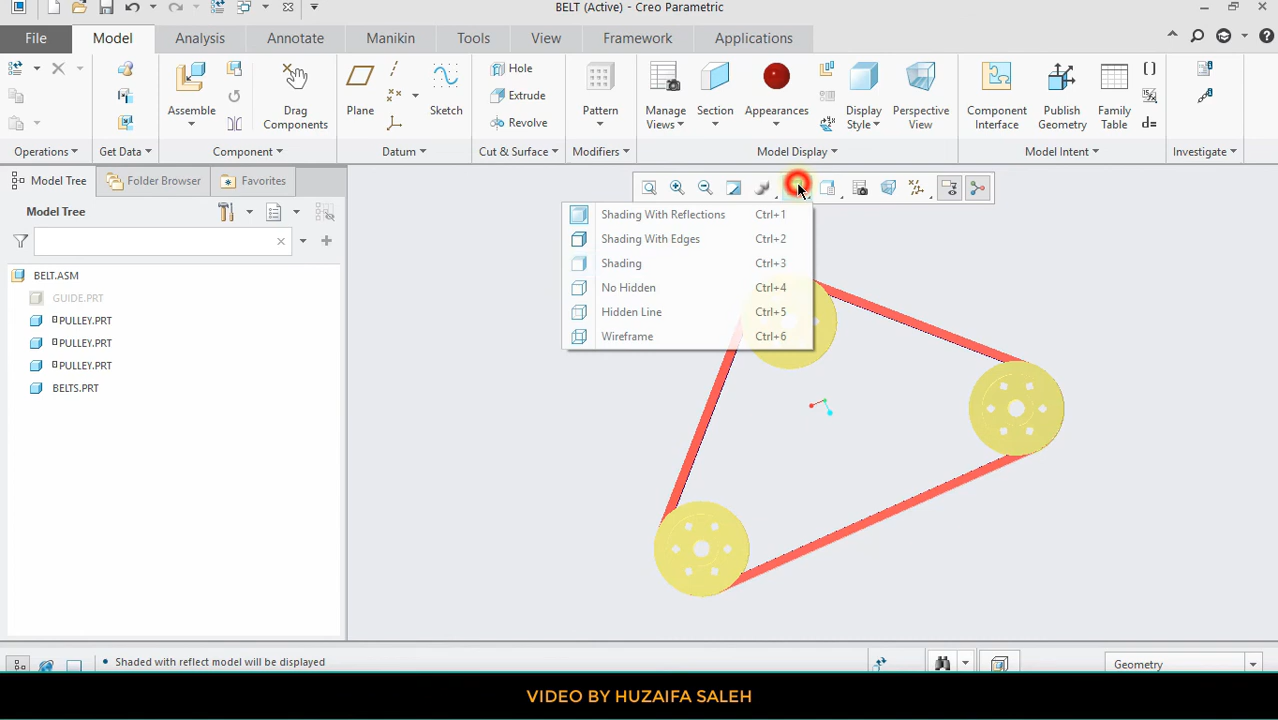 BELT (Active) - Creo Parametric
File Model Analysis Annotate Manikin Tools View Framework Applications
Operations
Get Data
Assemble
Drag Components
Component
Plane
Sketch
Datum
Hole
Extrude
Revolve
Cut & Surface
Pattern
Modifiers
Manage Views
Section
Appearances
Display Style
Perspective View
Model Display
Component Interface
Publish Geometry
Family Table
d=
Model Intent
Investigate
Model Tree Folder Browser Favorites
Model Tree
BELT.ASM
GUIDE.PRT
PULLEY.PRT
PULLEY.PRT
PULLEY.PRT
BELTS.PRT
Shading With Reflections Ctrl+1
Shading With Edges Ctrl+2
Shading Ctrl+3
No Hidden Ctrl+4
Hidden Line Ctrl+5
Wireframe Ctrl+6
• Shaded with reflect model will be displayed
Geometry
VIDEO BY HUZAIFA SALEH